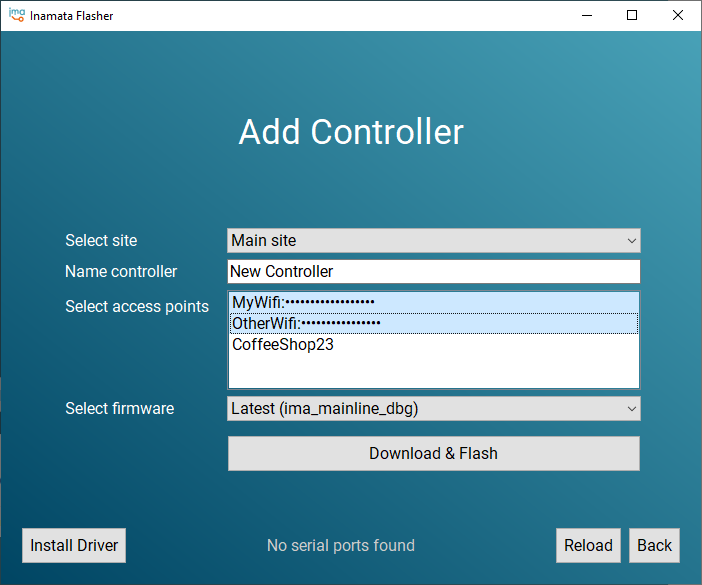 ima
Inamata Flasher
Add Controller
Select site
Main site
Name controller
New Controller
Select access points
MyWifi:••••••••••••••••••
OtherWifi:••••••••••••••••
CoffeeShop23
Select firmware
Latest (ima_mainline_dbg)
Download & Flash
Install Driver
No serial ports found
Reload
Back